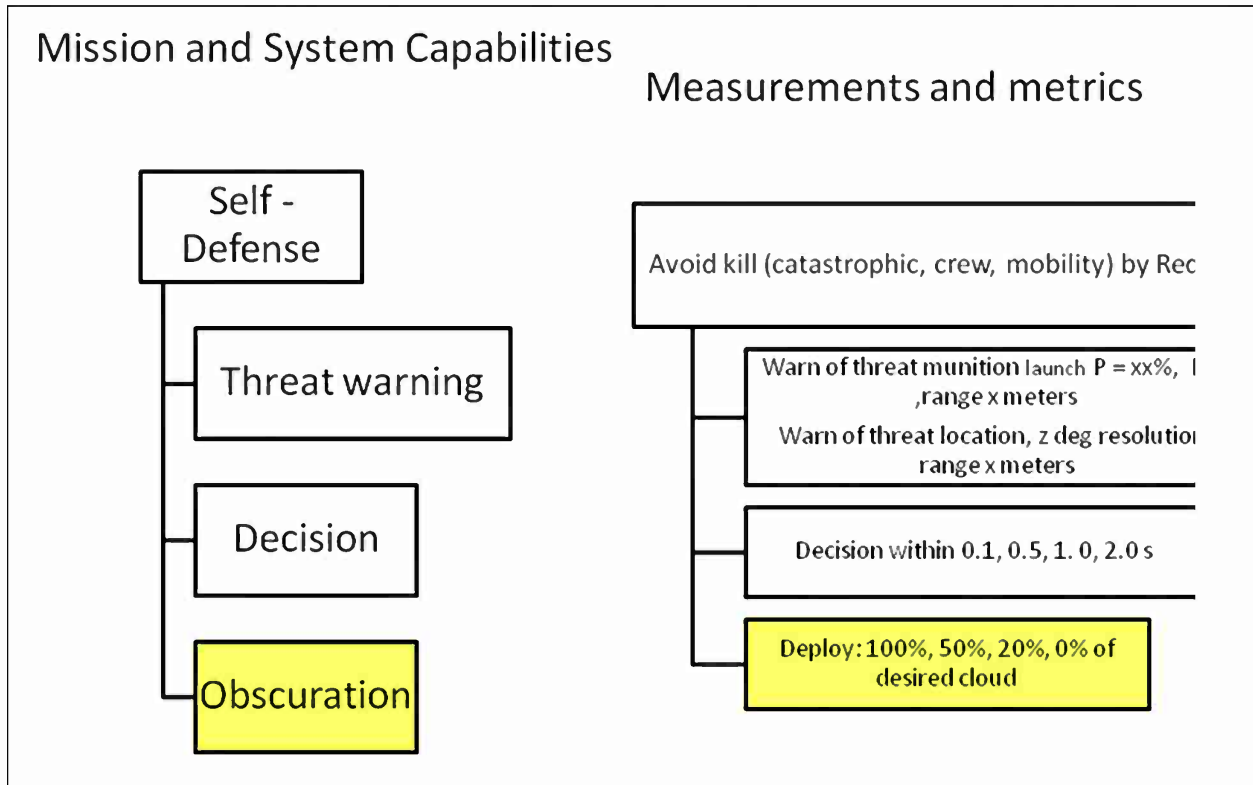 Mission and System Capabilities
Measurements and metrics
Self -
Defense
Threat warning
Decision
Obscuration
Avoid kill (catastrophic, crew, mobility) by
Warn of threat munition launch P = xx%,
,range x meters
Warn of threat location, z deg
range x meters
Decision within 0.1, 0.5, 1. 0, 2.0 s
Deploy: 100%, 50%, 20%, 0% of
desired cloud